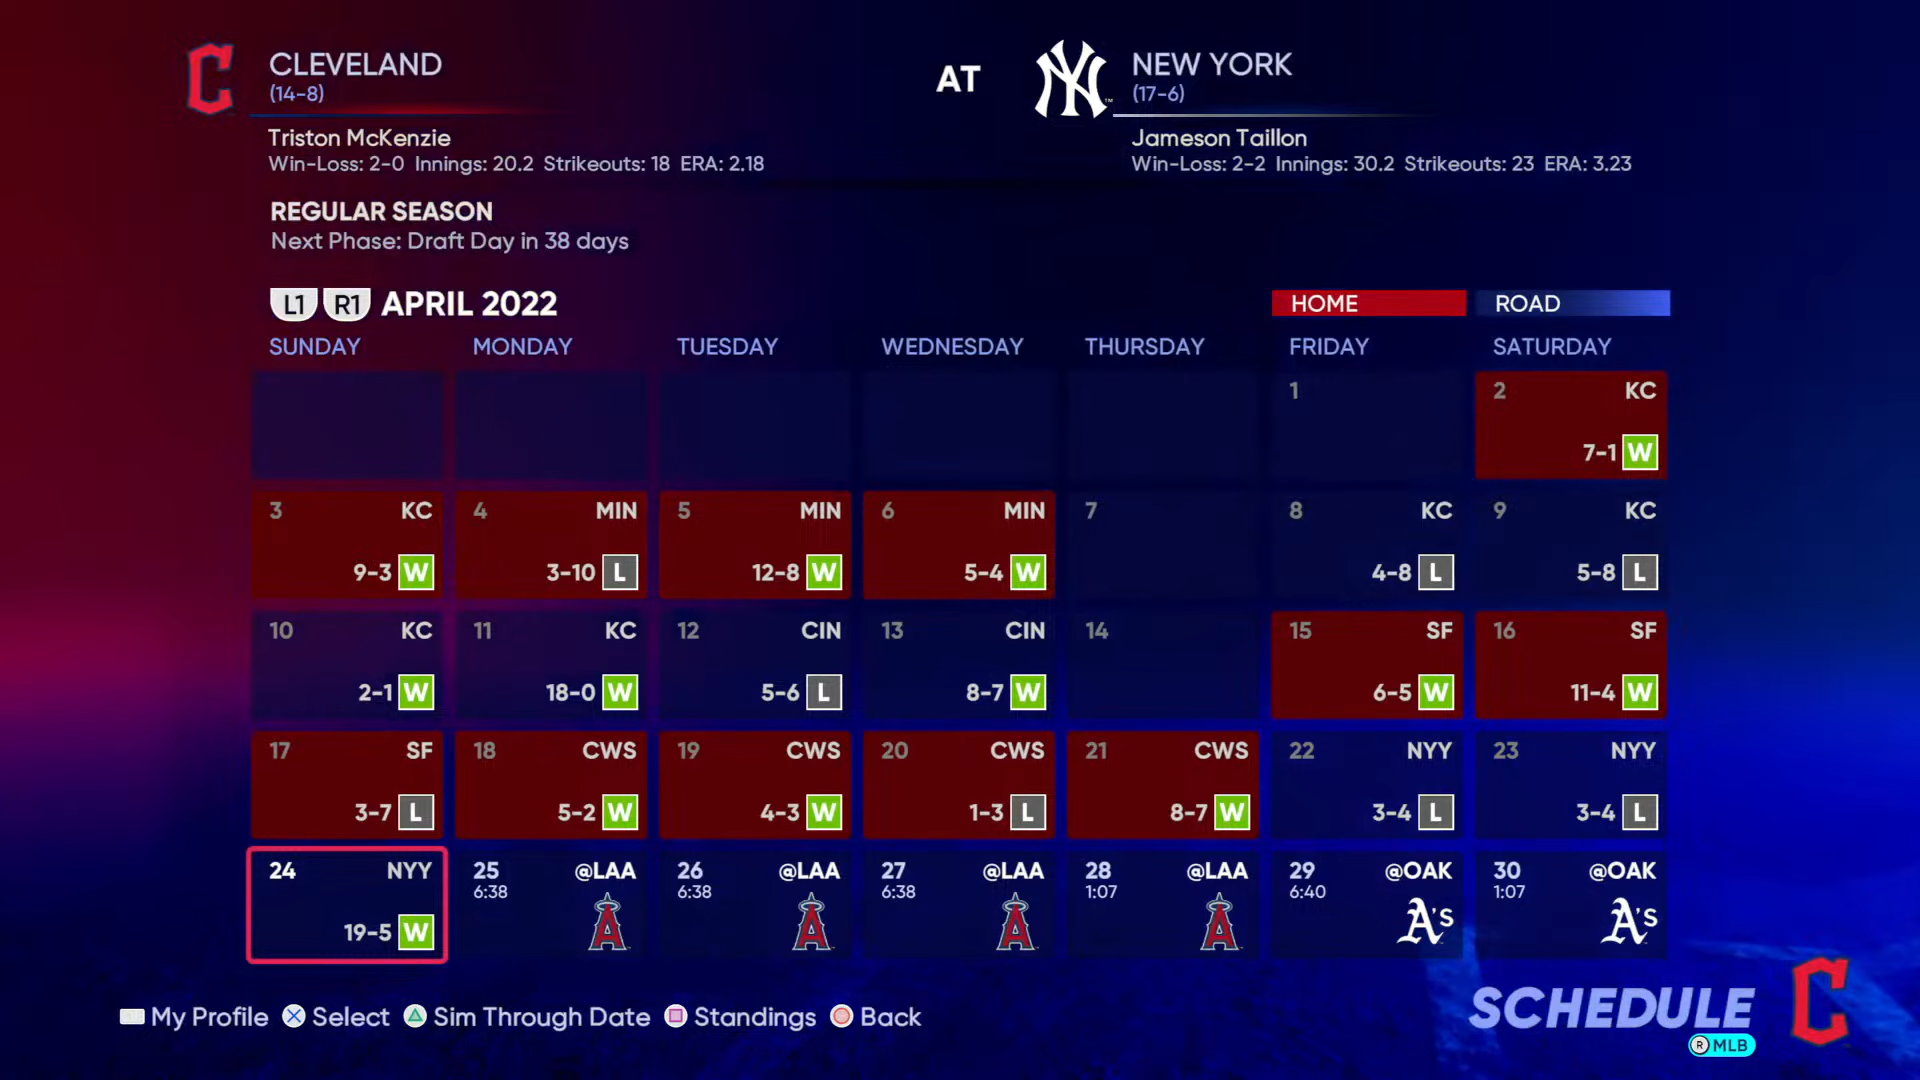 C CLEVELAND
(14-8)
AT
NY NEW YORK
(17-6)
Triston McKenzie
Win-Loss: 2-0 Innings: 20.2 Strikeouts: 18 ERA: 2.18
Jameson Taillon
Win-Loss: 2-2 Innings: 30.2 Strikeouts: 23 ERA: 3.23
REGULAR SEASON
Next Phase: Draft Day in 38 days
L1 R1 APRIL 2022
HOME ROAD
SUNDAY MONDAY TUESDAY WEDNESDAY THURSDAY FRIDAY SATURDAY
1 2 KC
7-1 W
3 KC 4 MIN 5 MIN 6 MIN 7 8 KC 9 KC
9-3 W 3-10 L 12-8 W 5-4 W 4-8 L 5-8 L
10 KC 11 KC 12 CIN 13 CIN 14 15 SF 16 SF
2-1 W 18-0 W 5-6 L 8-7 W 6-5 W 11-4 W
17 SF 18 CWS 19 CWS 20 CWS 21 CWS 22 NYY 23 NYY
3-7 L 5-2 W 4-3 W 1-3 L 8-7 W 3-4 L 3-4 L
24 NYY 25 @LAA 26 @LAA 27 @LAA 28 @LAA 29 @OAK 30 @OAK
6:38 6:38 6:38 1:07 6:40 1:07
19-5 W A A A A A's A's
My Profile Select Sim Through Date Standings Back
SCHEDULE C
R MLB